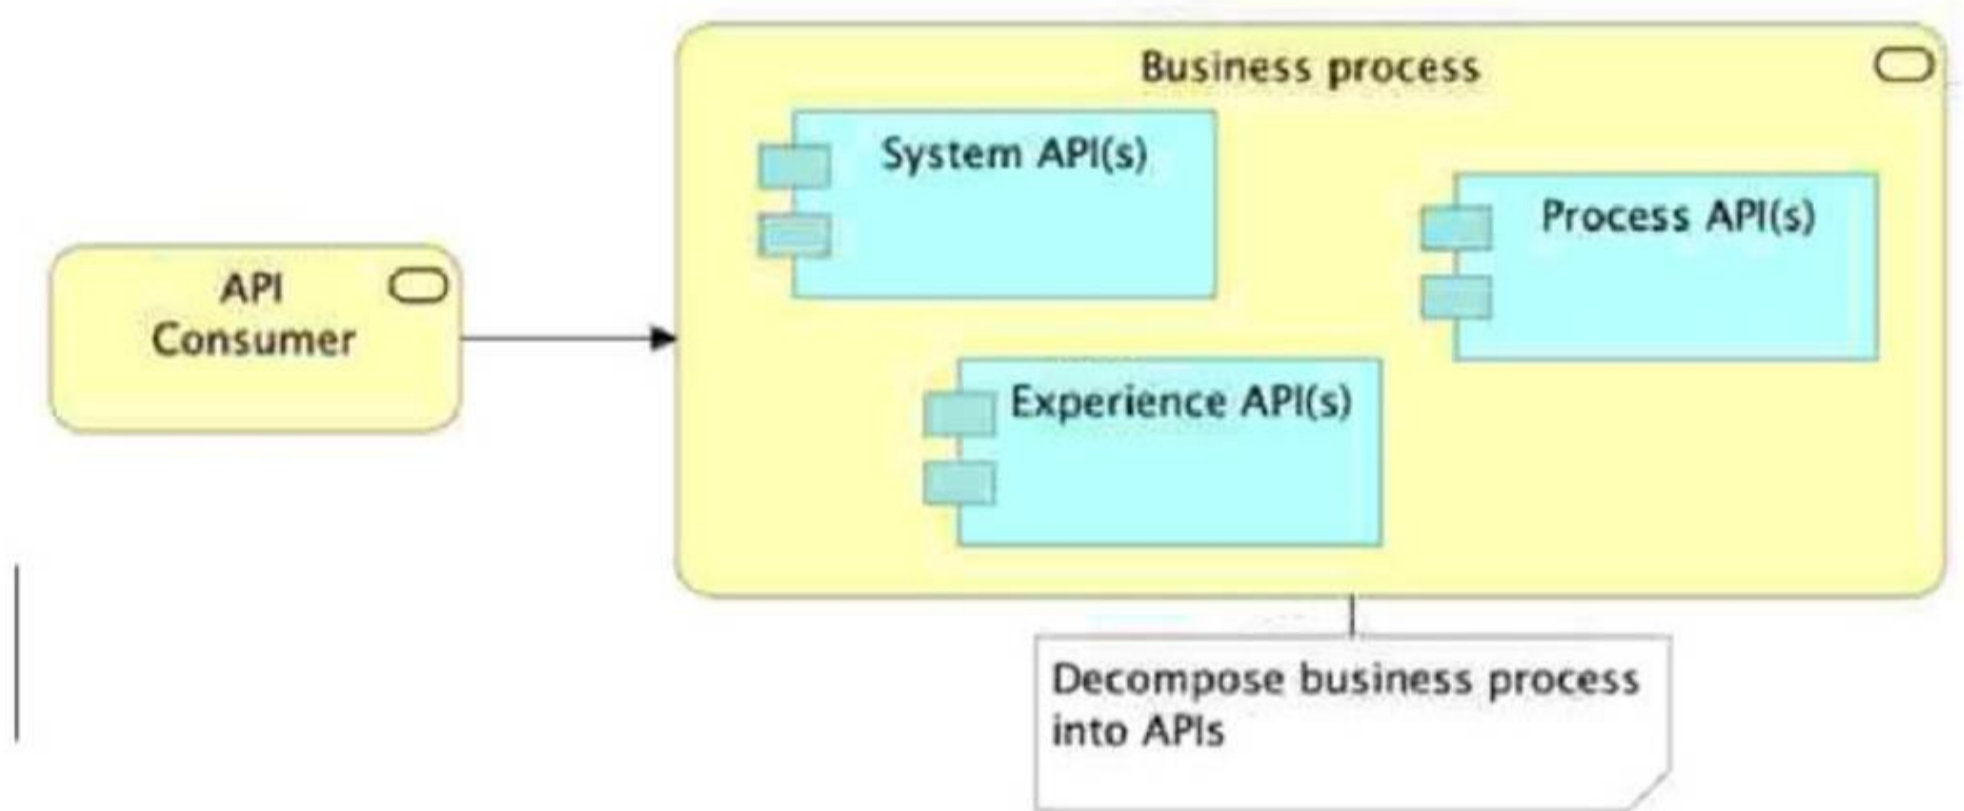 Business process
System API(s)
Process API(s)
API
Consumer
Experience API(s)
Decompose business process
into APIs